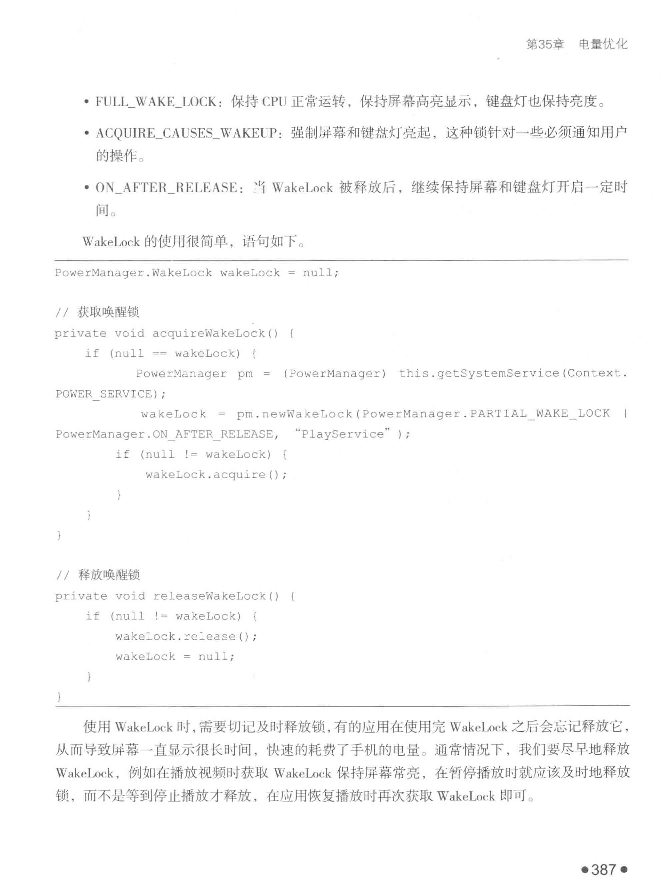 第35章 电量优化
• FULL_WAKE_LOCK：保持 CPU 正常运转，保持屏幕高亮显示，键盘灯也保持亮度。
• ACQUIRE_CAUSES_WAKEUP：强制屏幕和键盘灯亮起，这种锁针对一些必须通知用户
的操作。
• ON_AFTER_RELEASE：当 WakeLock 被释放后，继续保持屏幕和键盘灯开启一定时
间。
WakeLock 的使用很简单，语句如下。
PowerManager.WakeLock wakeLock = null;
// 获取唤醒锁
private void acquireWakeLock() {
if (null == wakeLock) {
PowerManager pm = (PowerManager) this.getSystemService(Context.
POWER_SERVICE);
wakeLock = pm.newWakeLock(PowerManager.PARTIAL_WAKE_LOCK |
PowerManager.ON_AFTER_RELEASE, “PlayService”);
if (null != wakeLock) {
wakeLock.acquire();
}
}
}
// 释放唤醒锁
private void releaseWakeLock() {
if (null != wakeLock) {
wakeLock.release();
wakeLock = null;
}
}
使用 WakeLock 时，需要切记及时释放锁，有的应用在使用完 WakeLock 之后会忘记释放它，
从而导致屏幕一直显示很长时间，快速的耗费了手机的电量。通常情况下，我们要尽早地释放
WakeLock，例如在播放视频时获取 WakeLock 保持屏幕常亮，在暂停播放时就应该及时地释放
锁，而不是等到停止播放才释放，在应用恢复播放时再次获取 WakeLock 即可。
•387•